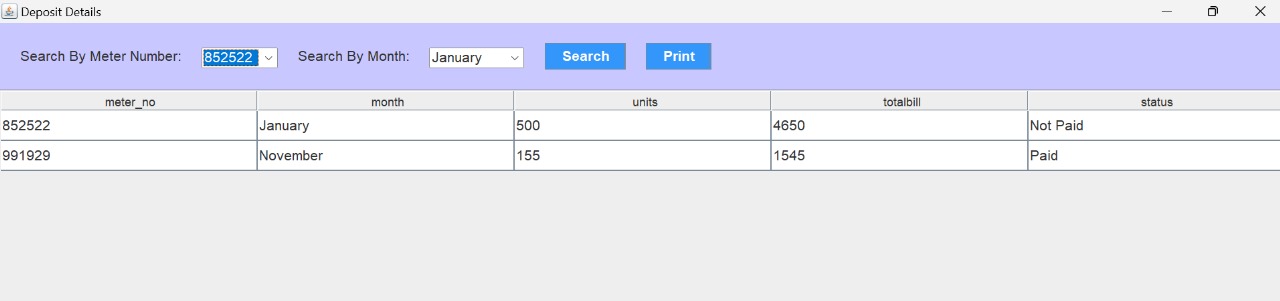 Deposit Details
Search By Meter Number: 852522 Search By Month: January Search Print
meter_no month units totalbill status
852522 January 500 4650 Not Paid
991929 November 155 1545 Paid